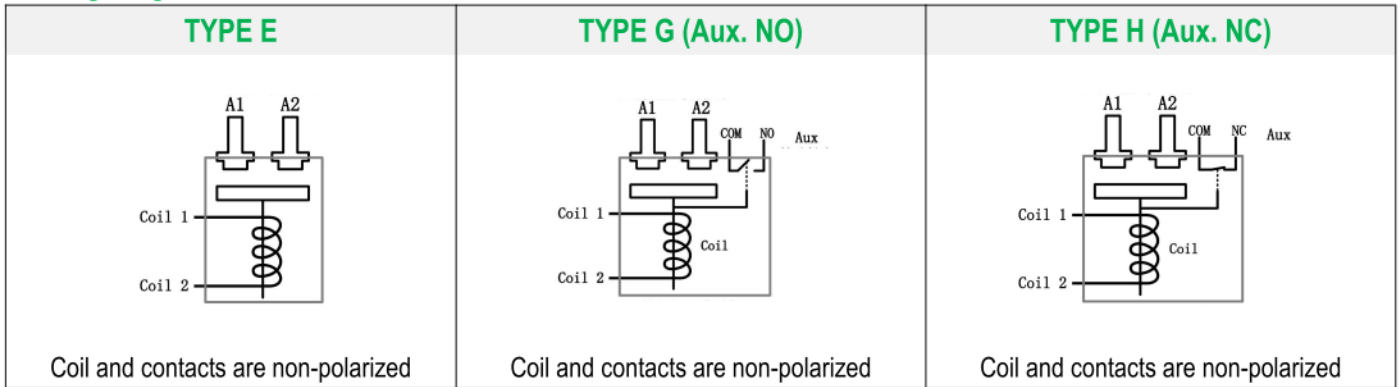 TYPE E
TYPE G (Aux. NO)
TYPE H (Aux. NC)
A1 A2
Coil 1
Coil 2
A1 A2
COM NO Aux
Coil 1
Coil
Coil 2
A1 A2
COM NC Aux
Coil 1
Coil
Coil 2
Coil and contacts are non-polarized
Coil and contacts are non-polarized
Coil and contacts are non-polarized